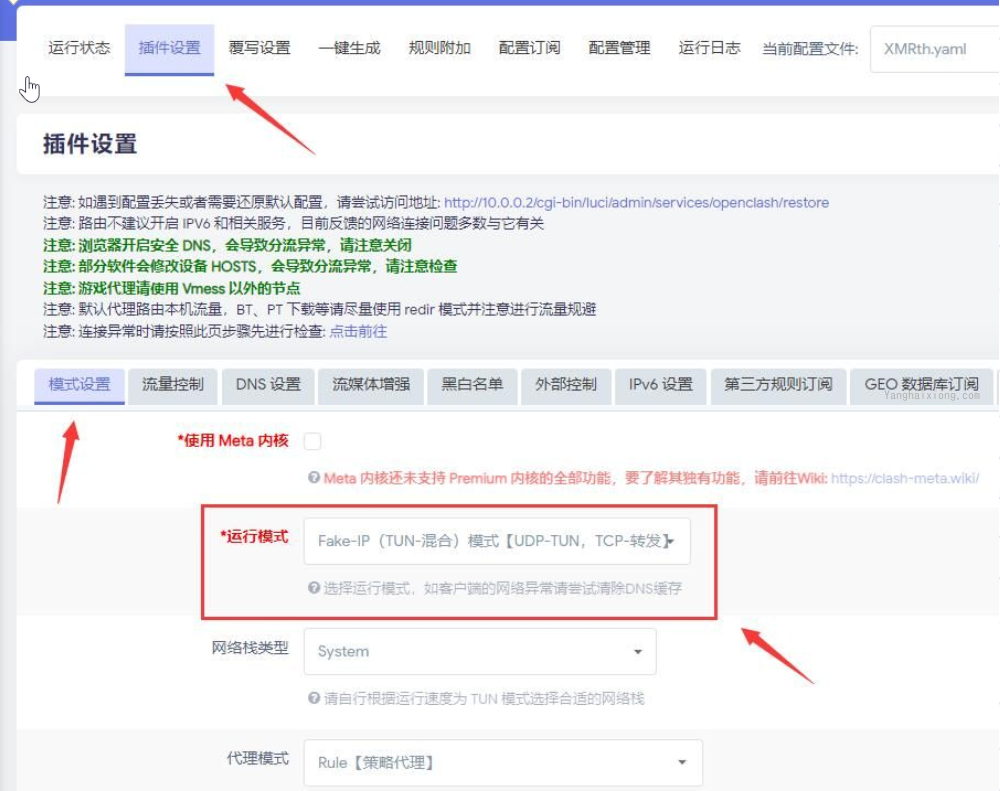 运行状态 插件设置 覆写设置 一键生成 规则附加 配置订阅 配置管理 运行日志 当前配置文件: XMRth.yaml
插件设置
注意: 如遇到配置丢失或者需要还原默认配置，请尝试访问地址: http://10.0.0.2/cgi-bin/luci/admin/services/openclash/restore
注意: 路由不建议开启 IPV6 和相关服务，目前反馈的网络连接问题多数与它有关
注意: 浏览器开启安全 DNS，会导致分流异常，请注意关闭
注意: 部分软件会修改设备 HOSTS，会导致分流异常，请注意检查
注意: 游戏代理请使用 Vmess 以外的节点
注意: 默认代理路由本机流量，BT、PT 下载等请尽量使用 redir 模式并注意进行流量规避
注意: 连接异常时请按照此页步骤先进行检查: 点击前往
模式设置 流量控制 DNS 设置 流媒体增强 黑白名单 外部控制 IPv6 设置 第三方规则订阅 GEO 数据库订阅
Yanghaixiong.com
*使用 Meta 内核
Meta 内核还未支持 Premium 内核的全部功能，要了解其独有功能，请前往Wiki: https://clash-meta.wiki/
*运行模式 Fake-IP（TUN-混合）模式【UDP-TUN，TCP-转发】
选择运行模式，如客户端的网络异常请尝试清除DNS缓存
网络栈类型 System
请自行根据运行速度为 TUN 模式选择合适的网络栈
代理模式 Rule【策略代理】